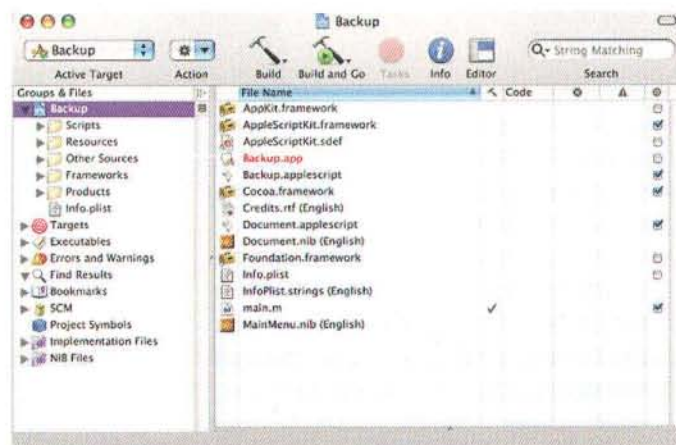 Backup
Backup
Active Target
Action
Build
Build and Go
Tasks
Info
Editor
String Matching
Search
Groups & Files
Backup
Scripts
Resources
Other Sources
Frameworks
Products
Info.plist
Targets
Executables
Errors and Warnings
Find Results
Bookmarks
SCM
Project Symbols
Implementation Files
NIB Files
File Name
Code
AppKit.framework
AppleScriptKit.framework
AppleScriptKit.sdef
Backup.app
Backup.applescript
Cocoa.framework
Credits.rtf (English)
Document.applescript
Document.nib (English)
Foundation.framework
Info.plist
InfoPlist.strings (English)
main.m
MainMenu.nib (English)